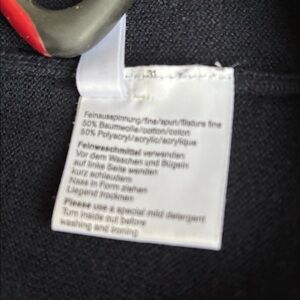 31
Feinausspinnung/fine/spun/filature fine
50% Baumwolle/cotton/coton
50% Polyacryl/acrylic/acrylique
Feinwaschmittel verwenden
Vor dem Waschen und Bügeln
auf linke Seite wenden
kurz schleudern
Nass in Form ziehen
Liegend trocknen
Please use a special mild detergent
Turn inside out before
washing and ironing